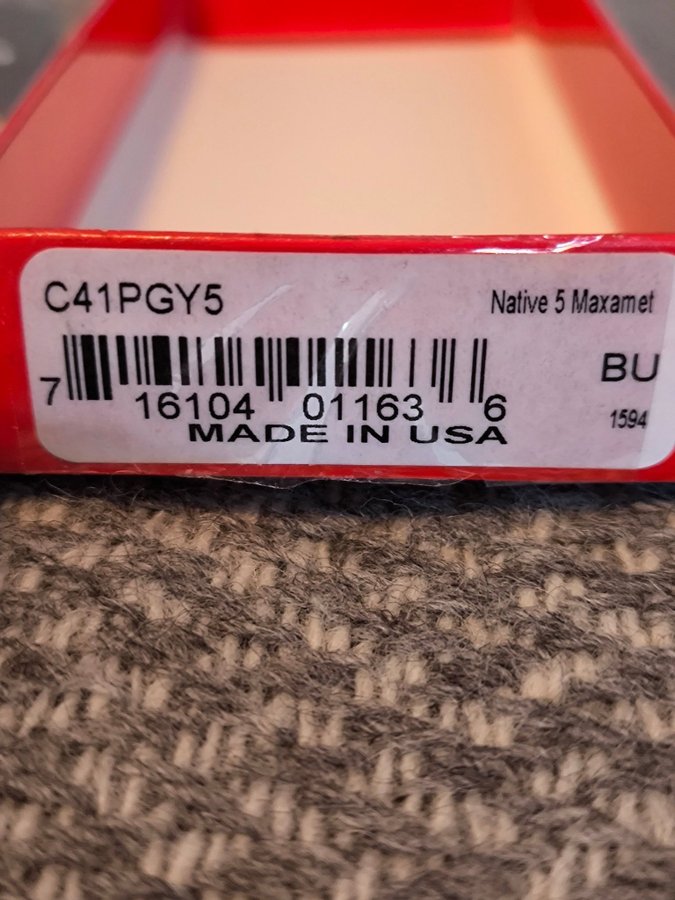 C41PGY5
Native 5 Maxamet
BU
7 16104 01163 6
1594
MADE IN USA